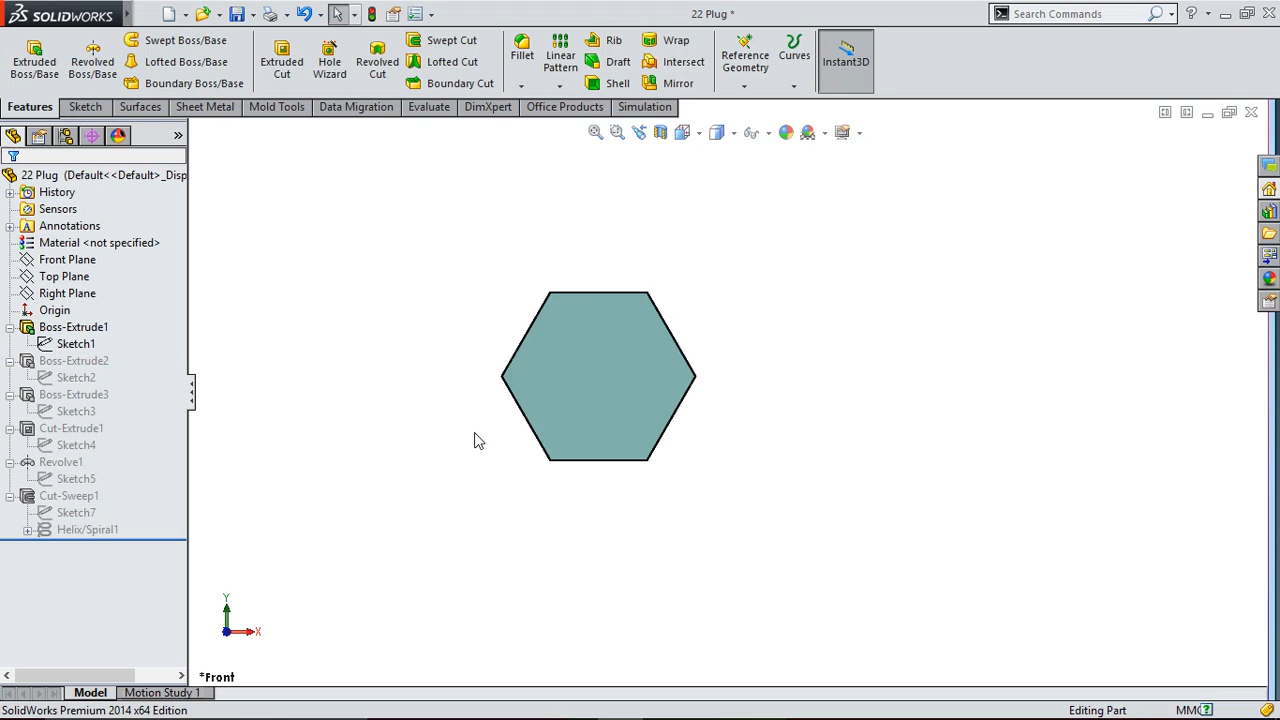 SOLIDWORKS
22 Plug *
Search Commands
Extruded Boss/Base
Revolved Boss/Base
Swept Boss/Base
Lofted Boss/Base
Boundary Boss/Base
Extruded Cut
Hole Wizard
Revolved Cut
Swept Cut
Lofted Cut
Boundary Cut
Fillet
Linear Pattern
Rib
Draft
Shell
Wrap
Intersect
Mirror
Reference Geometry
Curves
Instant3D
Features Sketch Surfaces Sheet Metal Mold Tools Data Migration Evaluate DimXpert Office Products Simulation
22 Plug (Default<<Default>_Disp
History
Sensors
Annotations
Material <not specified>
Front Plane
Top Plane
Right Plane
Origin
Boss-Extrude1
Sketch1
Boss-Extrude2
Sketch2
Boss-Extrude3
Sketch3
Cut-Extrude1
Sketch4
Revolve1
Sketch5
Cut-Sweep1
Sketch7
Helix/Spiral1
Y
X
*Front
Model Motion Study 1
SolidWorks Premium 2014 x64 Edition
Editing Part